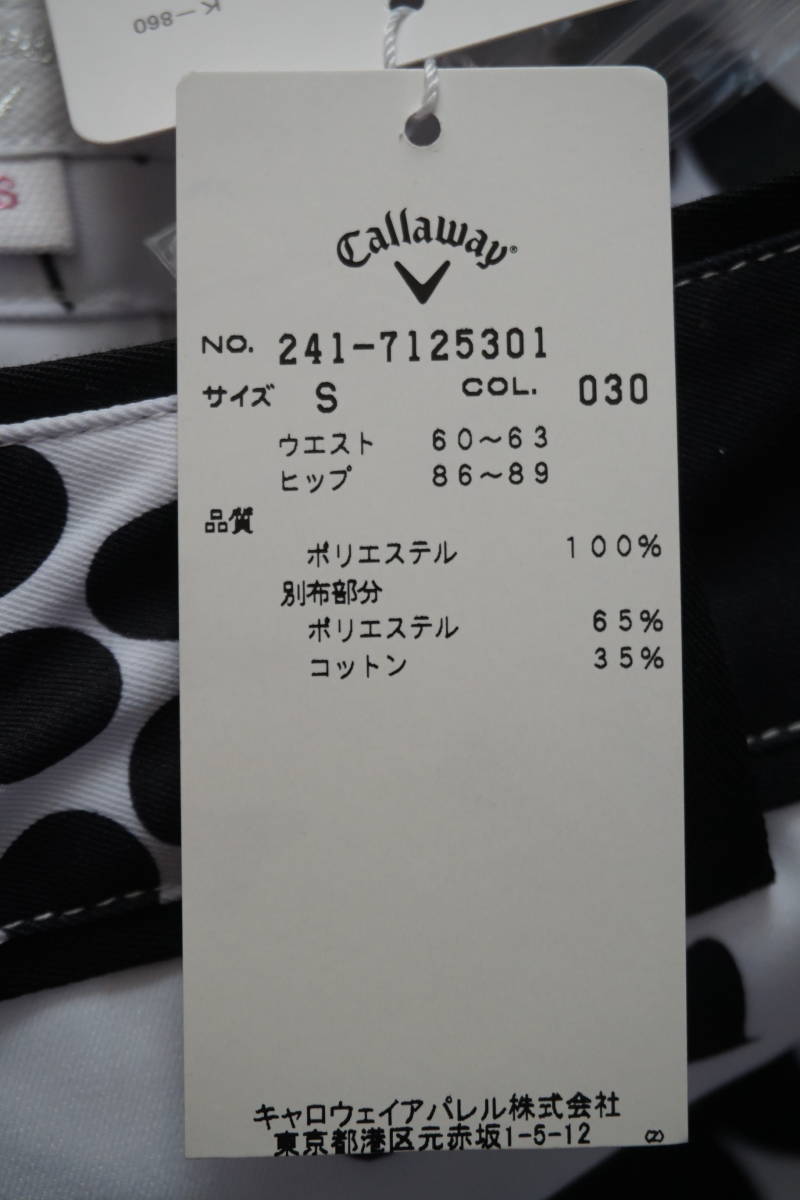 K-860
S
Callaway®
NO. 241-7125301
サイズ S COL. 030
ウエスト 60～63
ヒップ 86～89
品質
ポリエステル 100%
別布部分
ポリエステル 65%
コットン 35%
キャロウェイアパレル株式会社
東京都港区元赤坂1-5-12 (Z)